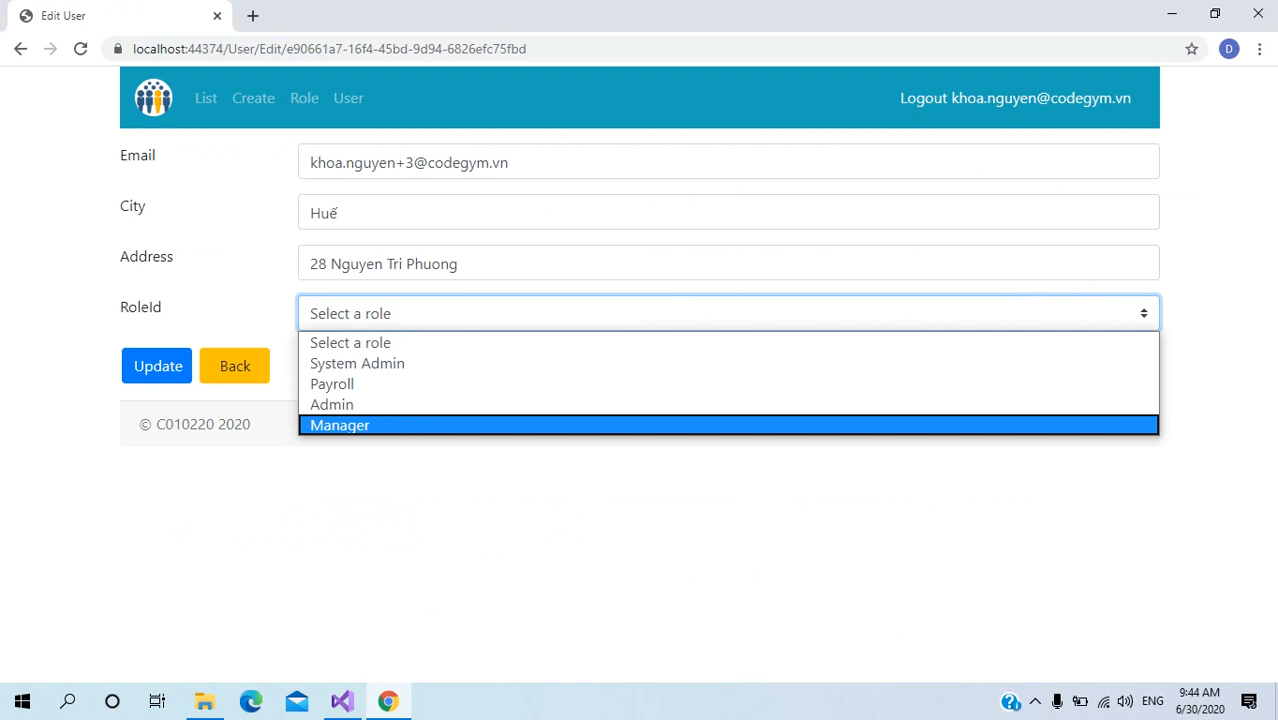 Edit User
localhost:44374/User/Edit/e90661a7-16f4-45bd-9d94-6826efc75fbd
D
List Create Role User Logout khoa.nguyen@codegym.vn
Email khoa.nguyen+3@codegym.vn
City Huế
Address 28 Nguyen Tri Phuong
RoleId Select a role
Select a role
System Admin
Payroll
Admin
Manager
Update Back
© C010220 2020
ENG
9:44 AM
6/30/2020